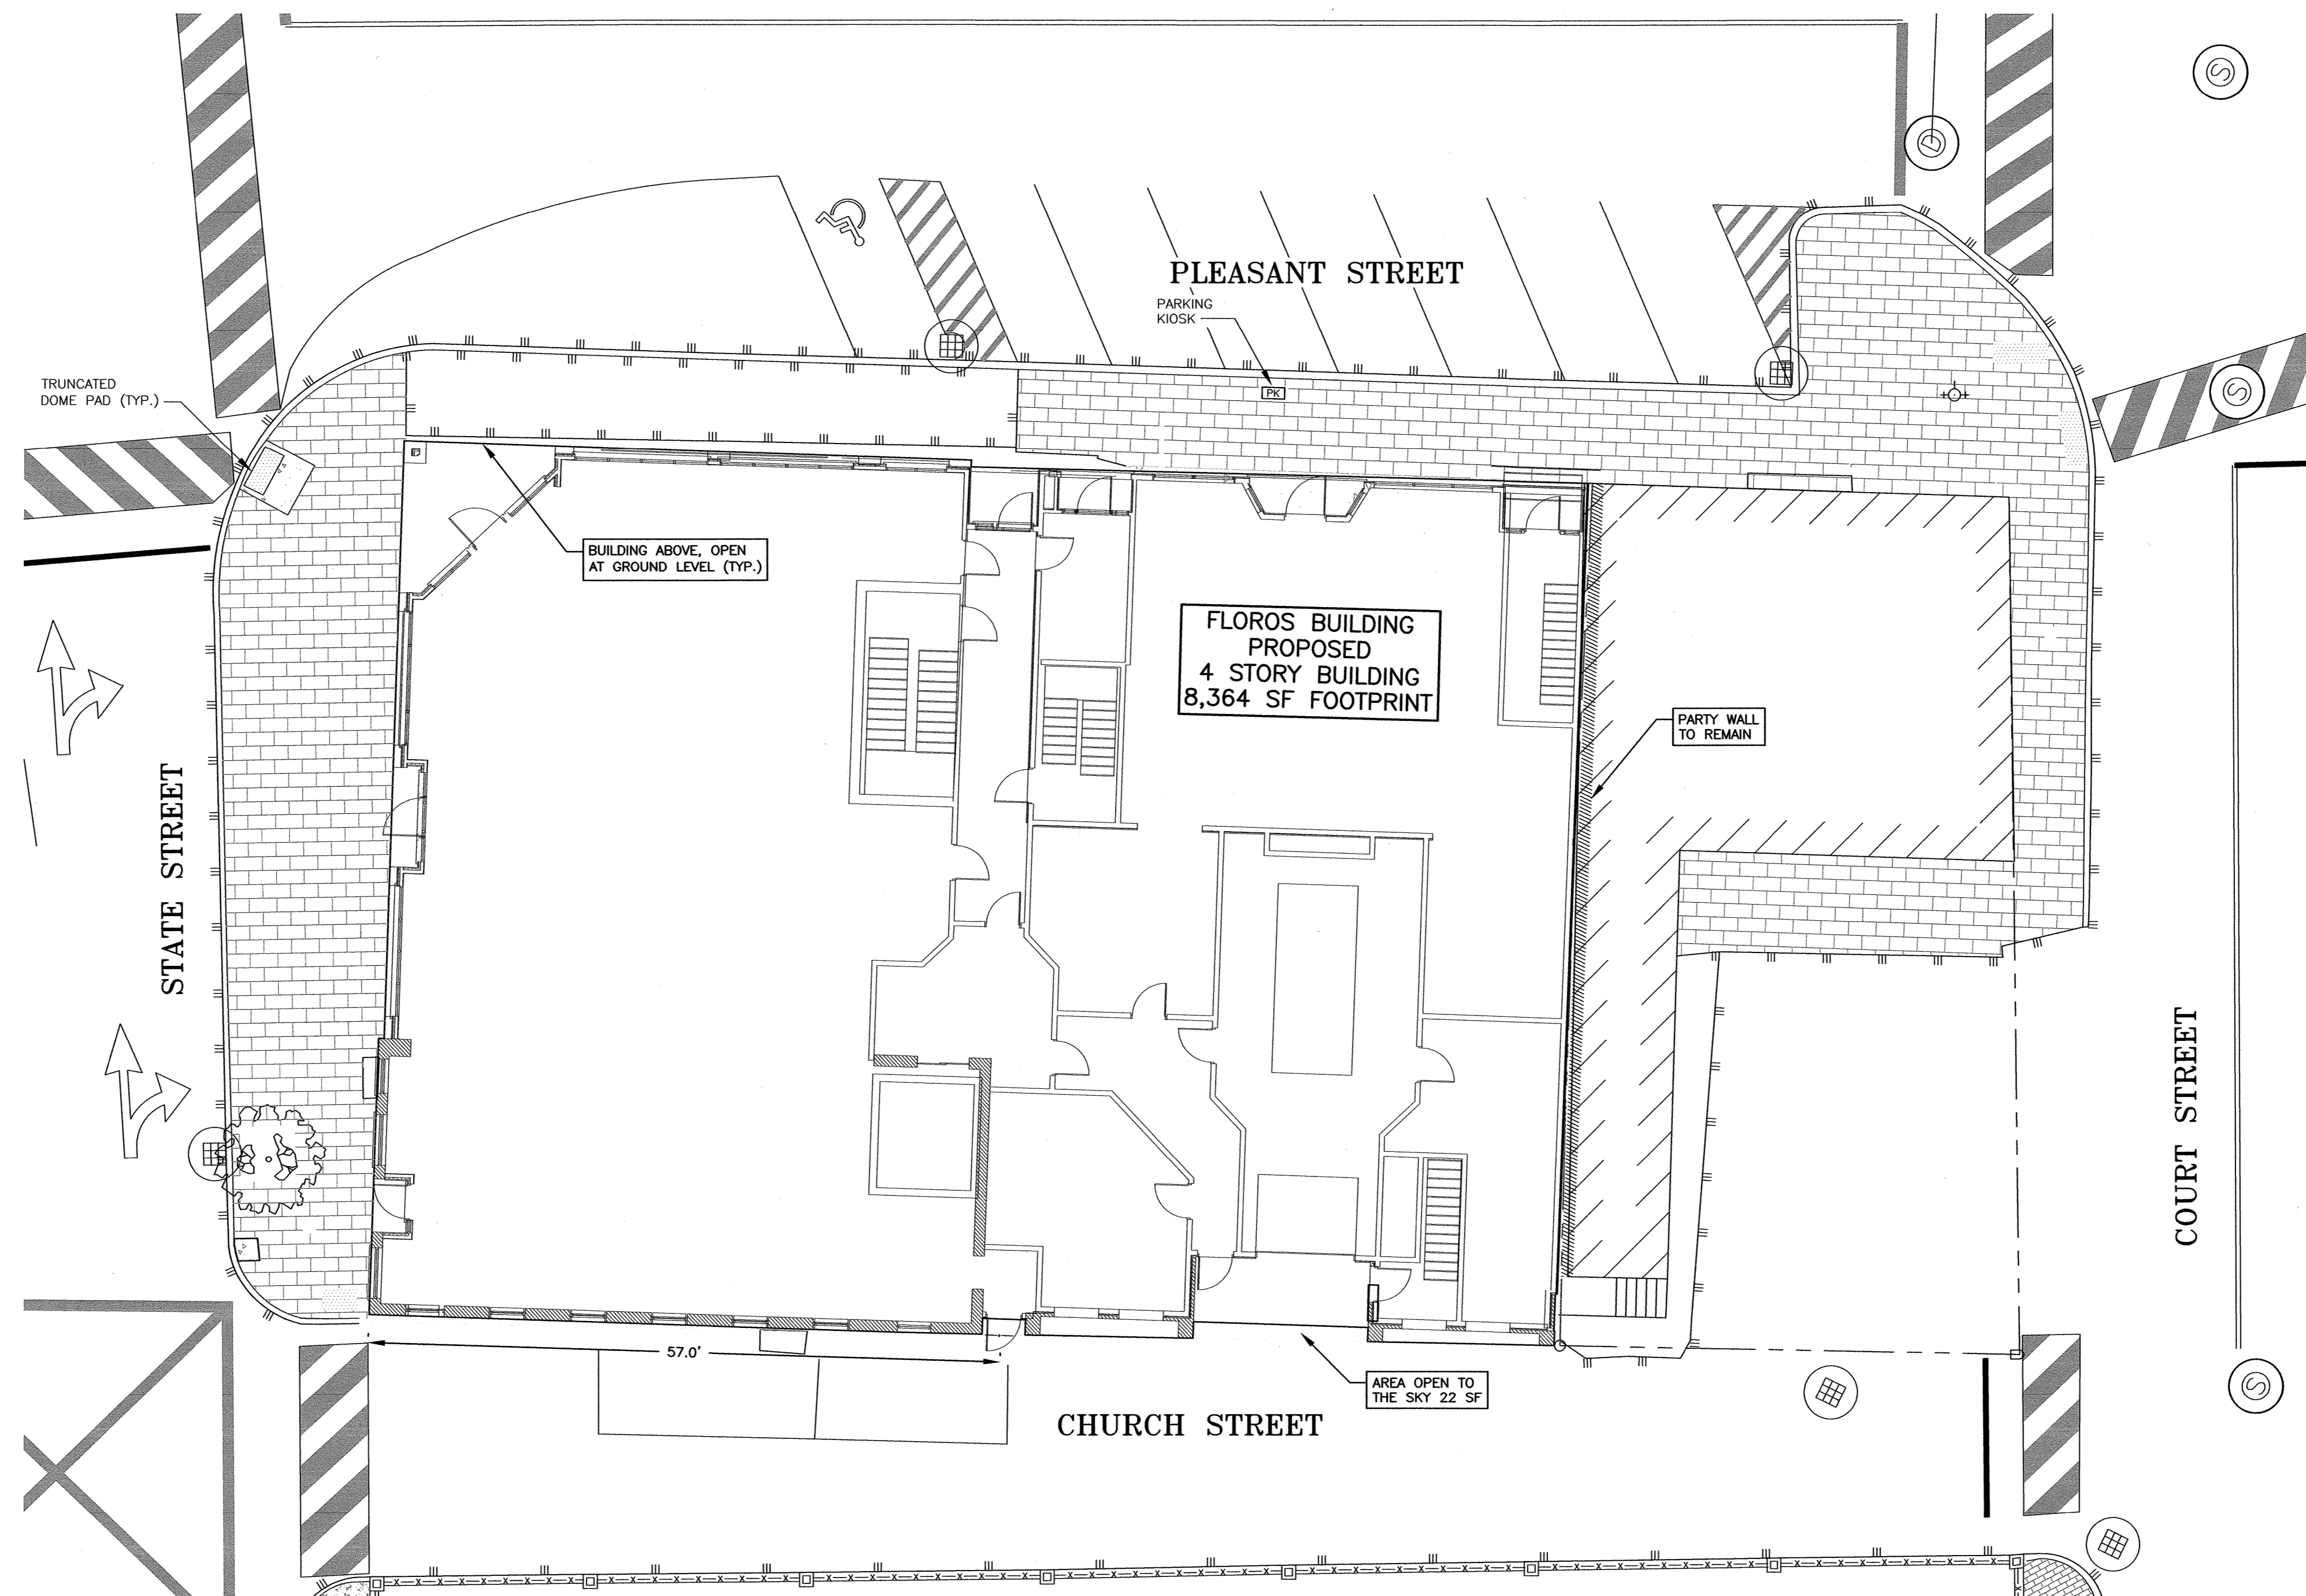 S
D
PLEASANT STREET
PARKING
KIOSK
PK
S
TRUNCATED
DOME PAD (TYP.)
BUILDING ABOVE, OPEN
AT GROUND LEVEL (TYP.)
FLOROS BUILDING
PROPOSED
4 STORY BUILDING
8,364 SF FOOTPRINT
PARTY WALL
TO REMAIN
STATE STREET
COURT STREET
57.0'
AREA OPEN TO
THE SKY 22 SF
S
CHURCH STREET